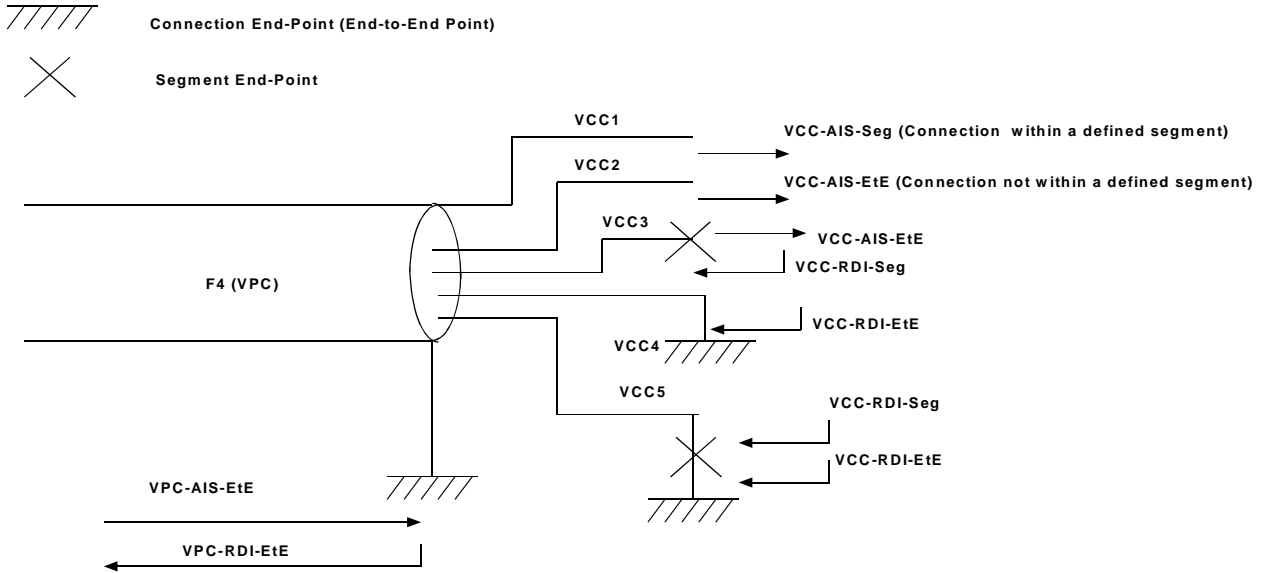 Connection End-Point (End-to-End Point)
Segment End-Point
VCC1
VCC-AIS-Seg (Connection within a defined segment)
VCC2
VCC-AIS-EtE (Connection not within a defined segment)
VCC3
VCC-AIS-EtE
VCC-RDI-Seg
F4 (VPC)
VCC-RDI-EtE
VCC4
VCC5
VCC-RDI-Seg
VCC-RDI-EtE
VPC-AIS-EtE
VPC-RDI-EtE